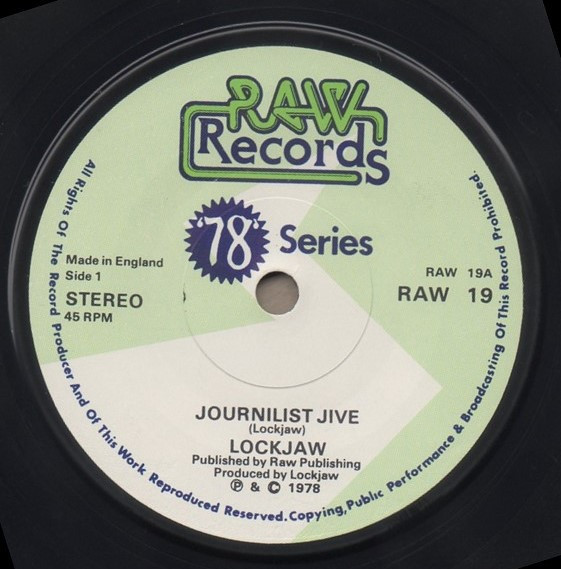 RAW
Records
'78' Series
Made in England
Side 1
STEREO
45 RPM
RAW 19A
RAW 19
JOURNILIST JIVE
(Lockjaw)
LOCKJAW
Published by Raw Publishing
Produced by Lockjaw
℗ & © 1978
All Rights Of The Record Producer And Of This Work Reproduced Reserved. Copying, Public Performance & Broadcasting Of This Record Prohibited.